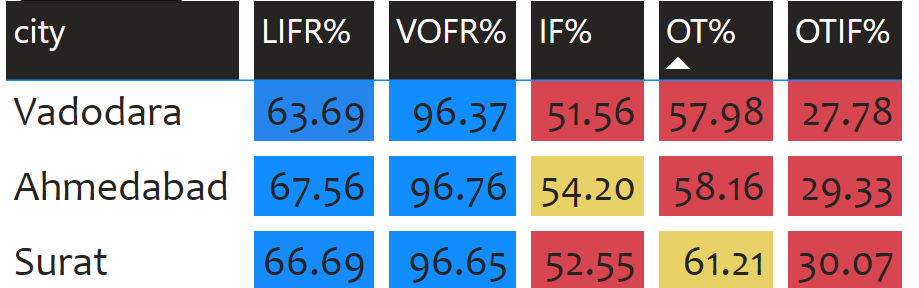 city LIFR% VOFR% IF% OT% OTIF%
Vadodara 63.69 96.37 51.56 57.98 27.78
Ahmedabad 67.56 96.76 54.20 58.16 29.33
Surat 66.69 96.65 52.55 61.21 30.07